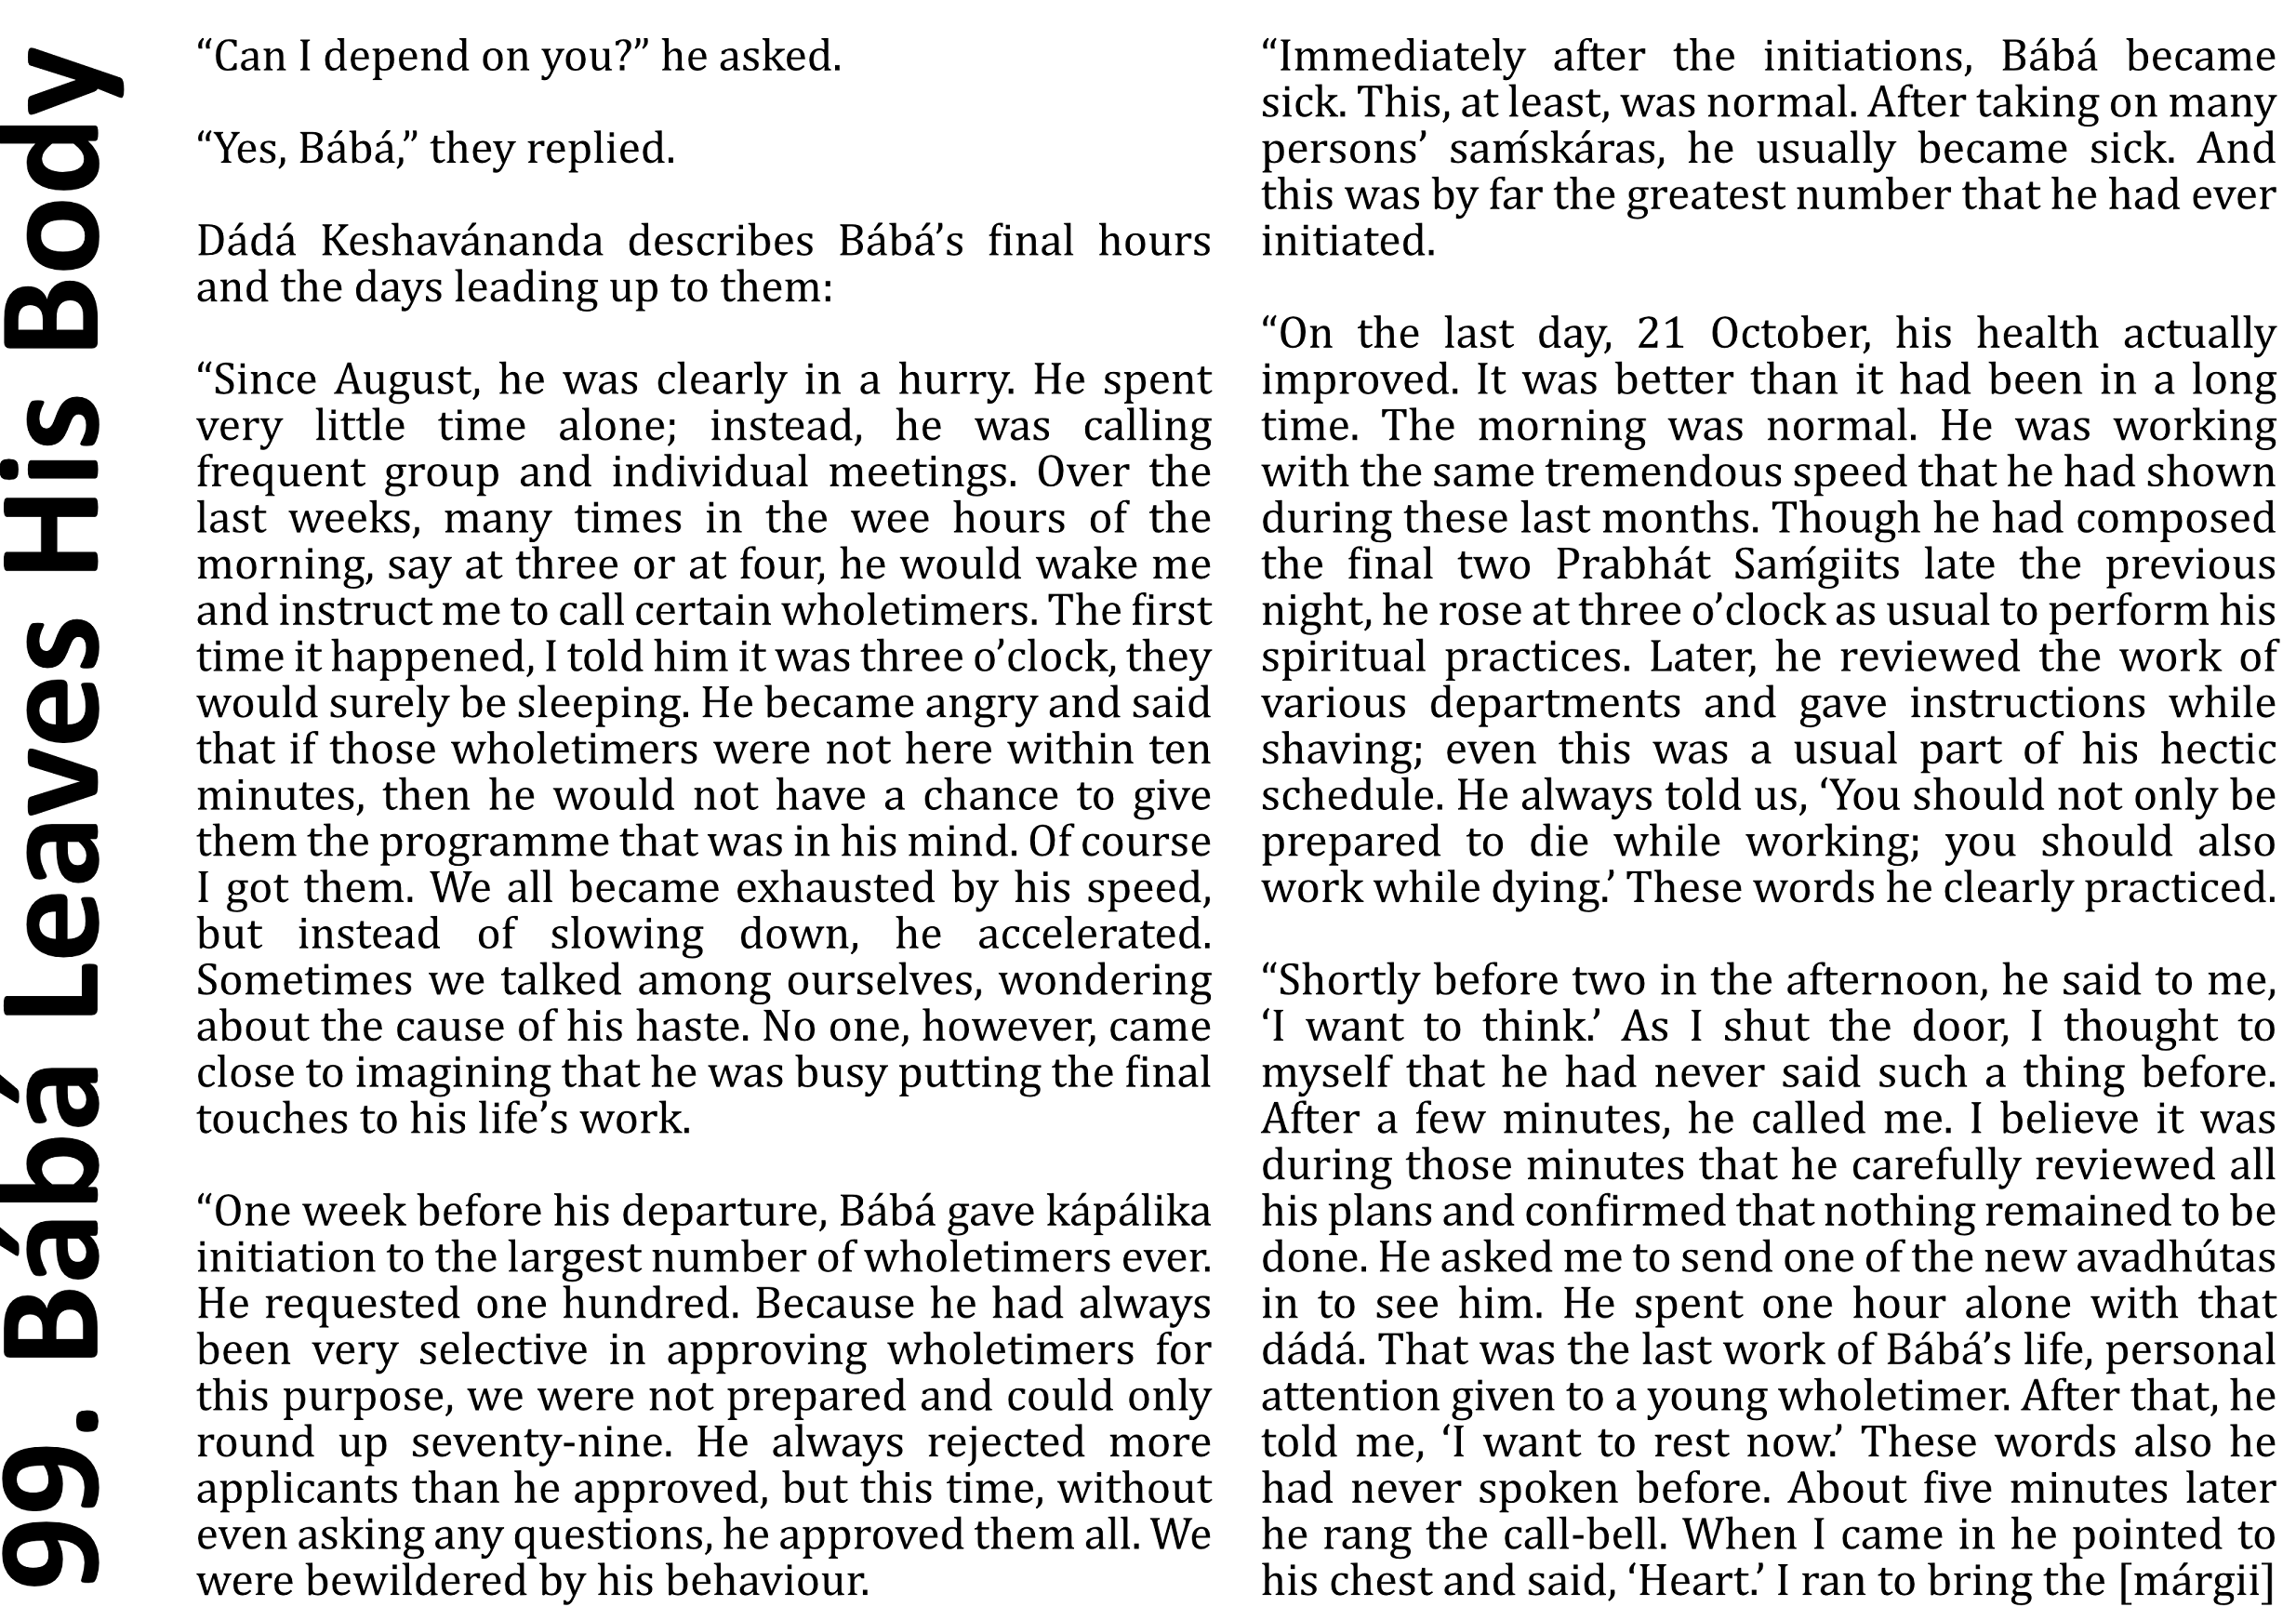 99. Bábá Leaves His Body
“Can I depend on you?” he asked.
“Yes, Bábá,” they replied.
Dádá Keshavánanda describes Bábá’s final hours
and the days leading up to them:
“Since August, he was clearly in a hurry. He spent
very little time alone; instead, he was calling
frequent group and individual meetings. Over the
last weeks, many times in the wee hours of the
morning, say at three or at four, he would wake me
and instruct me to call certain wholetimers. The first
time it happened, I told him it was three o’clock, they
would surely be sleeping. He became angry and said
that if those wholetimers were not here within ten
minutes, then he would not have a chance to give
them the programme that was in his mind. Of course
I got them. We all became exhausted by his speed,
but instead of slowing down, he accelerated.
Sometimes we talked among ourselves, wondering
about the cause of his haste. No one, however, came
close to imagining that he was busy putting the final
touches to his life’s work.
“One week before his departure, Bábá gave kápálika
initiation to the largest number of wholetimers ever.
He requested one hundred. Because he had always
been very selective in approving wholetimers for
this purpose, we were not prepared and could only
round up seventy-nine. He always rejected more
applicants than he approved, but this time, without
even asking any questions, he approved them all. We
were bewildered by his behaviour.
“Immediately after the initiations, Bábá became
sick. This, at least, was normal. After taking on many
persons’ saḿskáras, he usually became sick. And
this was by far the greatest number that he had ever
initiated.
“On the last day, 21 October, his health actually
improved. It was better than it had been in a long
time. The morning was normal. He was working
with the same tremendous speed that he had shown
during these last months. Though he had composed
the final two Prabhát Saḿgiits late the previous
night, he rose at three o’clock as usual to perform his
spiritual practices. Later, he reviewed the work of
various departments and gave instructions while
shaving; even this was a usual part of his hectic
schedule. He always told us, ‘You should not only be
prepared to die while working; you should also
work while dying.’ These words he clearly practiced.
“Shortly before two in the afternoon, he said to me,
‘I want to think.’ As I shut the door, I thought to
myself that he had never said such a thing before.
After a few minutes, he called me. I believe it was
during those minutes that he carefully reviewed all
his plans and confirmed that nothing remained to be
done. He asked me to send one of the new avadhútas
in to see him. He spent one hour alone with that
dádá. That was the last work of Bábá’s life, personal
attention given to a young wholetimer. After that, he
told me, ‘I want to rest now.’ These words also he
had never spoken before. About five minutes later
he rang the call-bell. When I came in he pointed to
his chest and said, ‘Heart.’ I ran to bring the [márgii]